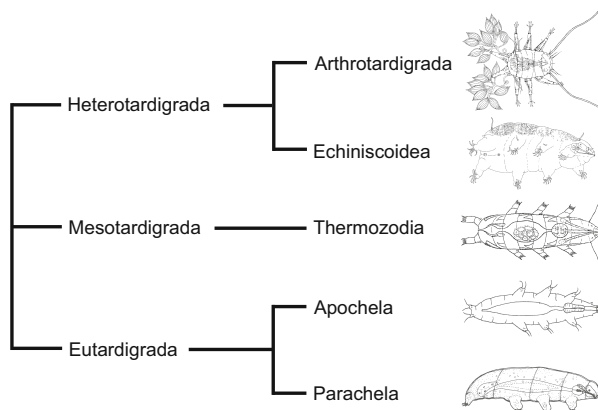 Arthrotardigrada
Heterotardigrada
Echiniscoidea
Mesotardigrada
Thermozodia
Apochela
Eutardigrada
Parachela